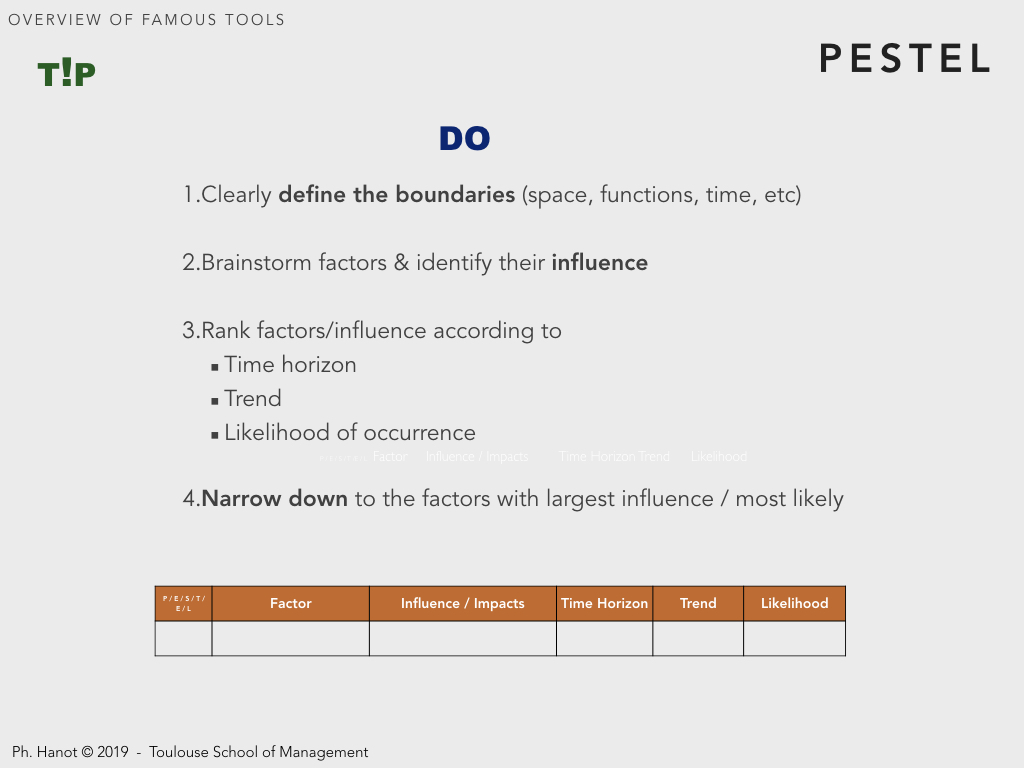 OVERVIEW OF FAMOUS TOOLS
T!P
PESTEL
DO
1.Clearly define the boundaries (space, functions, time, etc)
2.Brainstorm factors & identify their influence
3.Rank factors/influence according to
▪ Time horizon
▪ Trend
▪ Likelihood of occurrence
P/E/S/T/E/L Factor Influence / Impacts Time Horizon Trend Likelihood
4.Narrow down to the factors with largest influence / most likely
P/E/S/T/
E/L
Factor Influence / Impacts Time Horizon Trend Likelihood
Ph. Hanot © 2019 - Toulouse School of Management